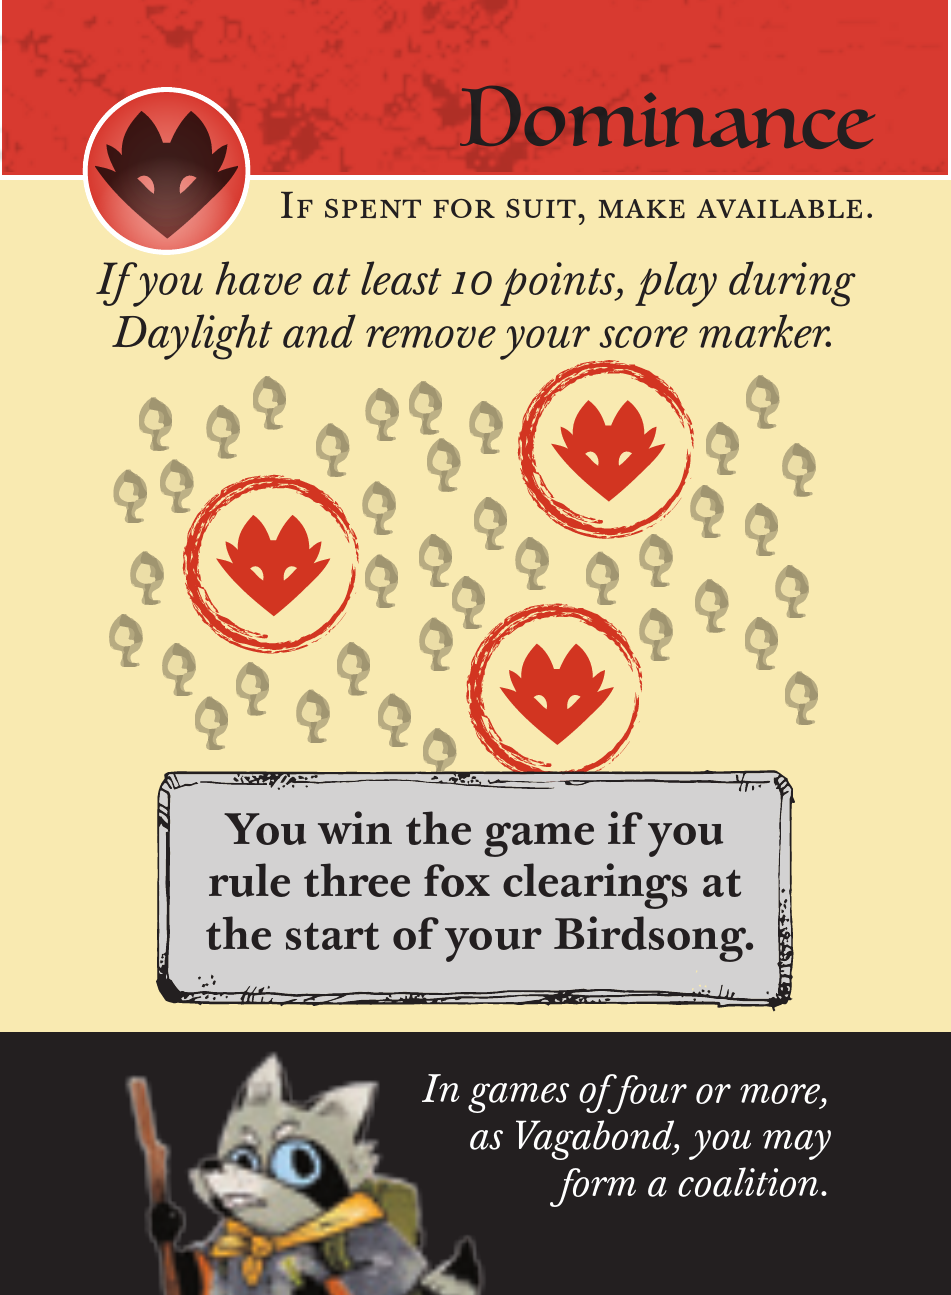 Dominance
If spent for suit, make available.
If you have at least 10 points, play during
Daylight and remove your score marker.
You win the game if you
rule three fox clearings at
the start of your Birdsong.
In games of four or more,
as Vagabond, you may
form a coalition.